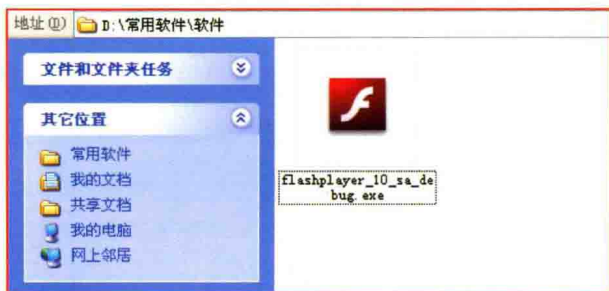 地址(D) D:\常用软件\软件
文件和文件夹任务
其它位置
常用软件
我的文档
共享文档
我的电脑
网上邻居
flashplayer_10_sa_de
bug.exe